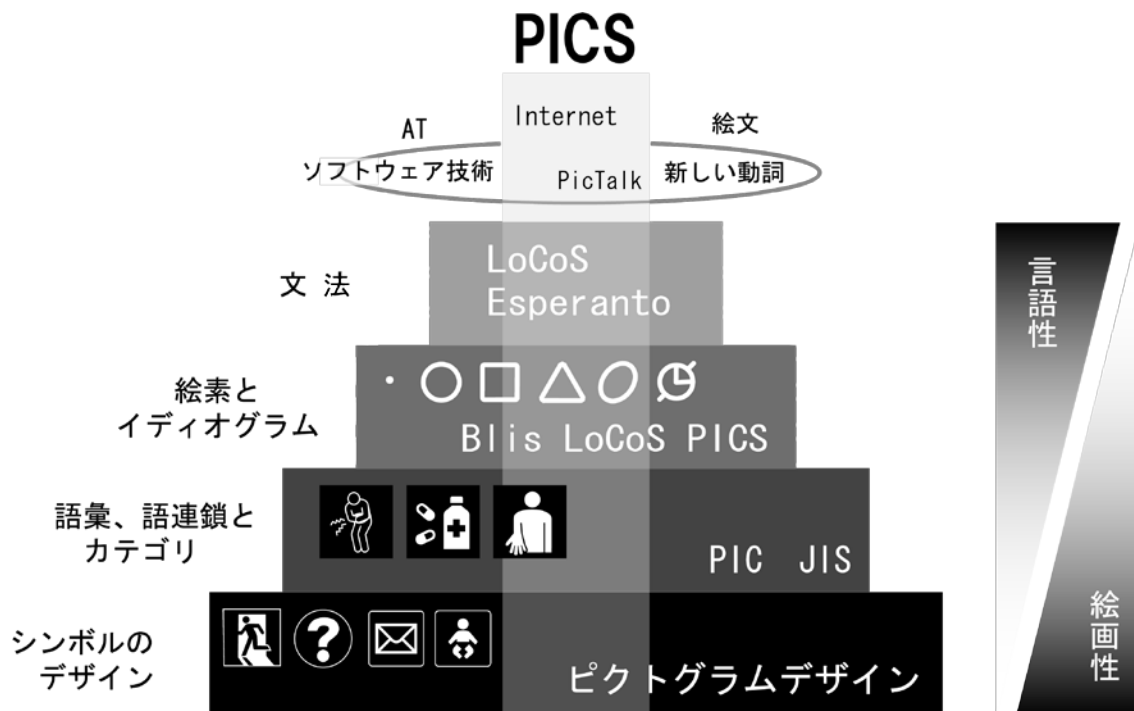 PICS
Internet
AT
絵文
ソフトウェア技術
PicTalk
新しい動詞
文 法
LoCoS
Esperanto
言語性
絵素と
イディオグラム
Blis LoCoS PICS
語彙、語連鎖と
カテゴリ
PIC JIS
絵画性
シンボルの
デザイン
?
ピクトグラムデザイン